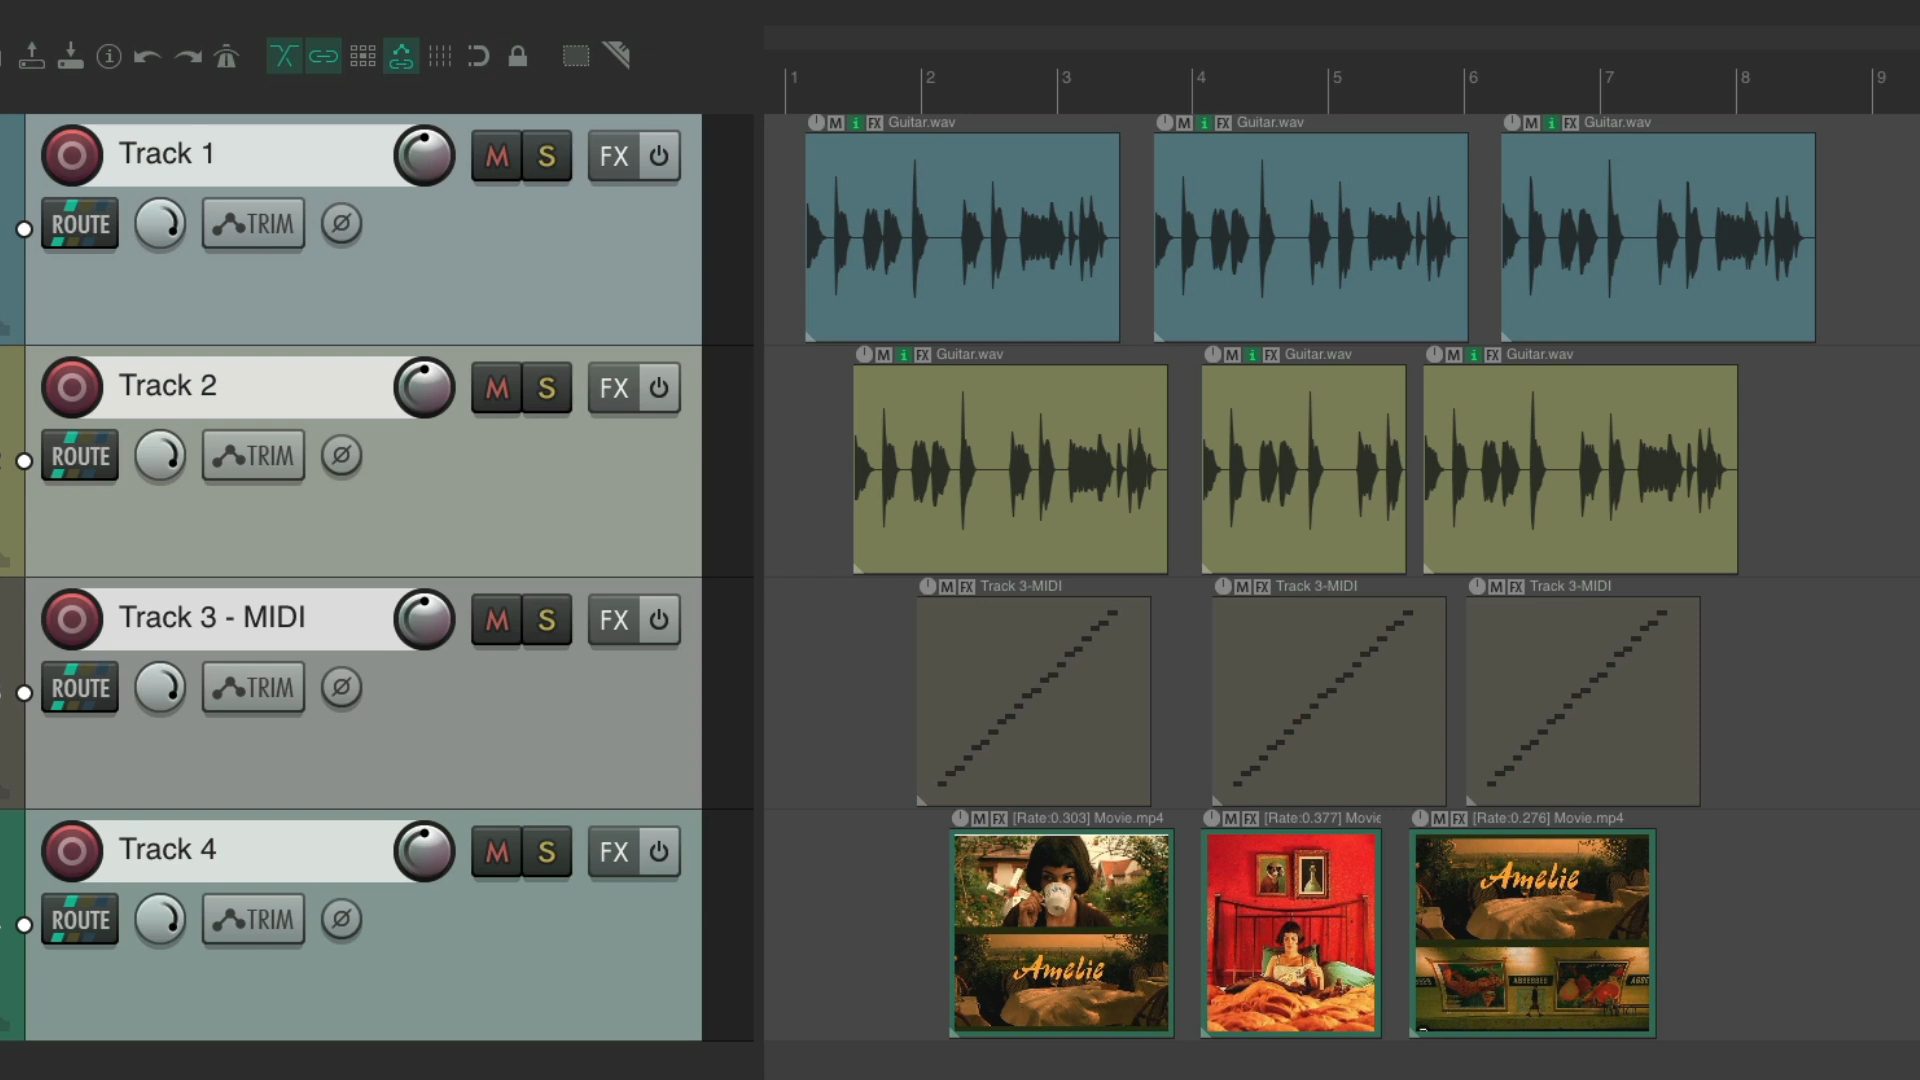 1 2 3 4 5 6 7 8 9
M i FX Guitar.wav M i FX Guitar.wav M i FX Guitar.wav
Track 1 M S FX
ROUTE TRIM
M i FX Guitar.wav M i FX Guitar.wav M i FX Guitar.wav
Track 2 M S FX
ROUTE TRIM
M FX Track 3-MIDI M FX Track 3-MIDI M FX Track 3-MIDI
Track 3 - MIDI M S FX
ROUTE TRIM
M FX [Rate:0.303] Movie.mp4 M FX [Rate:0.377] Movie M FX [Rate:0.276] Movie.mp4
Track 4 M S FX
Amelie
ROUTE TRIM
Amelie